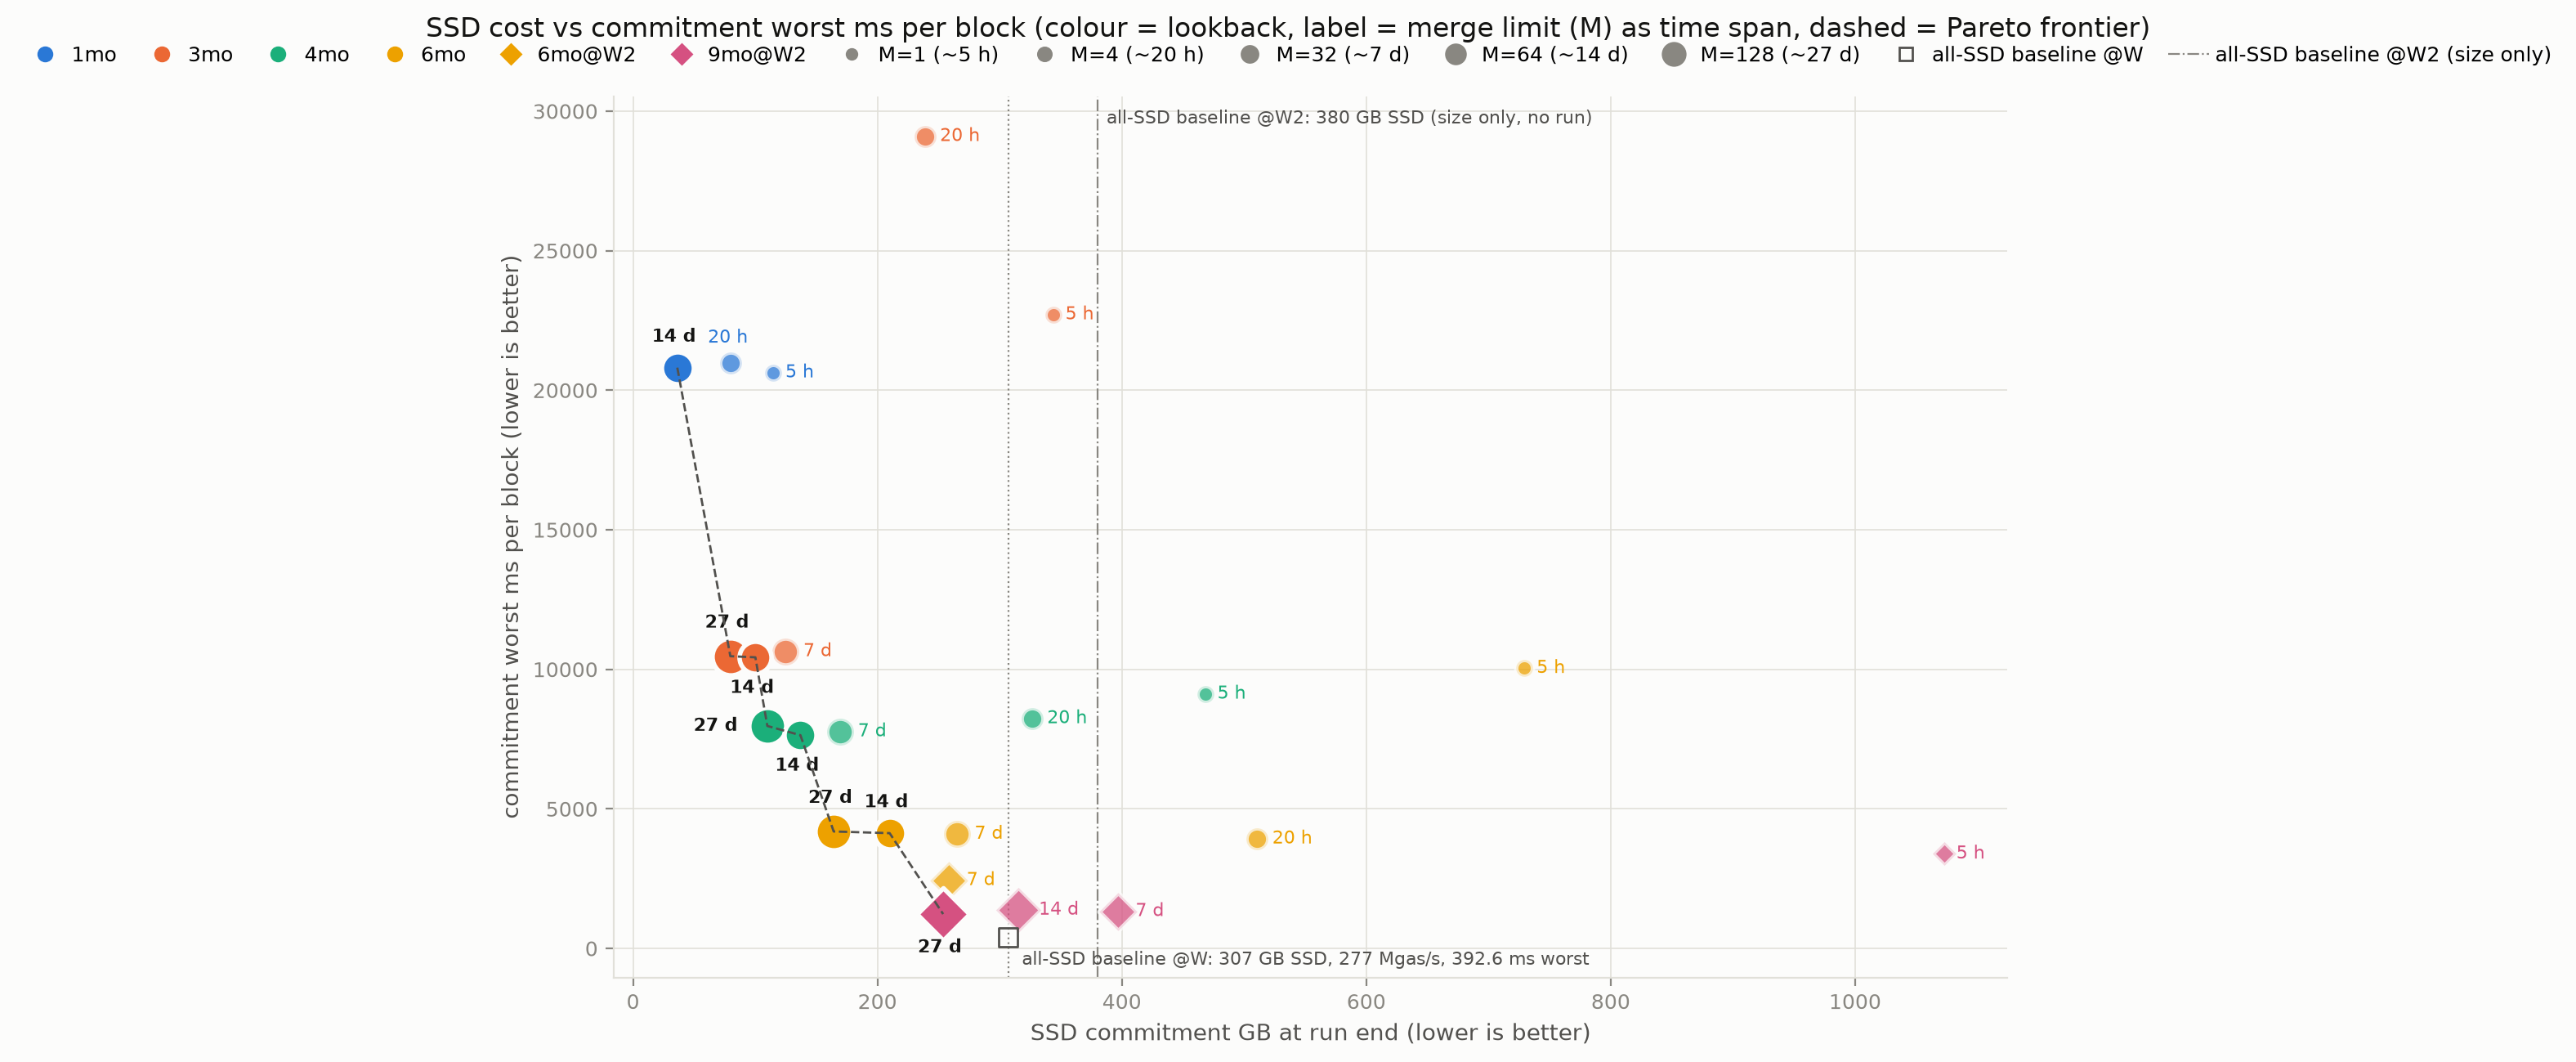 SSD cost vs commitment worst ms per block (colour = lookback, label = merge limit (M) as time span, dashed = Pareto frontier)
1mo 3mo 4mo 6mo 6mo@W2 9mo@W2 M=1 (~5 h) M=4 (~20 h) M=32 (~7 d) M=64 (~14 d) M=128 (~27 d) all-SSD baseline @W all-SSD baseline @W2 (size only)
30000
all-SSD baseline @W2: 380 GB SSD (size only, no run)
20 h
25000
5 h
14 d 20 h
5 h
20000
15000
27 d
7 d
10000
5 h
14 d
5 h
20 h
27 d
7 d
14 d
27 d 14 d
5000
7 d
20 h
5 h
7 d
14 d
7 d
27 d
0
all-SSD baseline @W: 307 GB SSD, 277 Mgas/s, 392.6 ms worst
0 200 400 600 800 1000
SSD commitment GB at run end (lower is better)
commitment worst ms per block (lower is better)